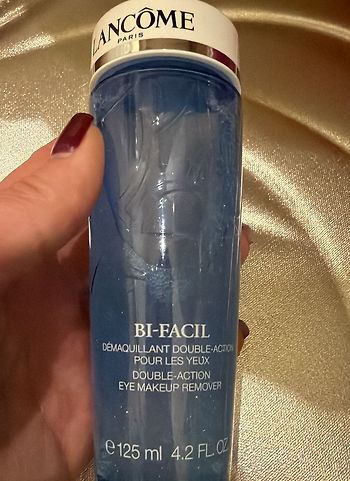 LANCÔME
PARIS
BI-FACIL
DÉMAQUILLANT DOUBLE-ACTION
POUR LES YEUX
DOUBLE-ACTION
EYE MAKEUP REMOVER
℮ 125 ml 4.2 FL.OZ